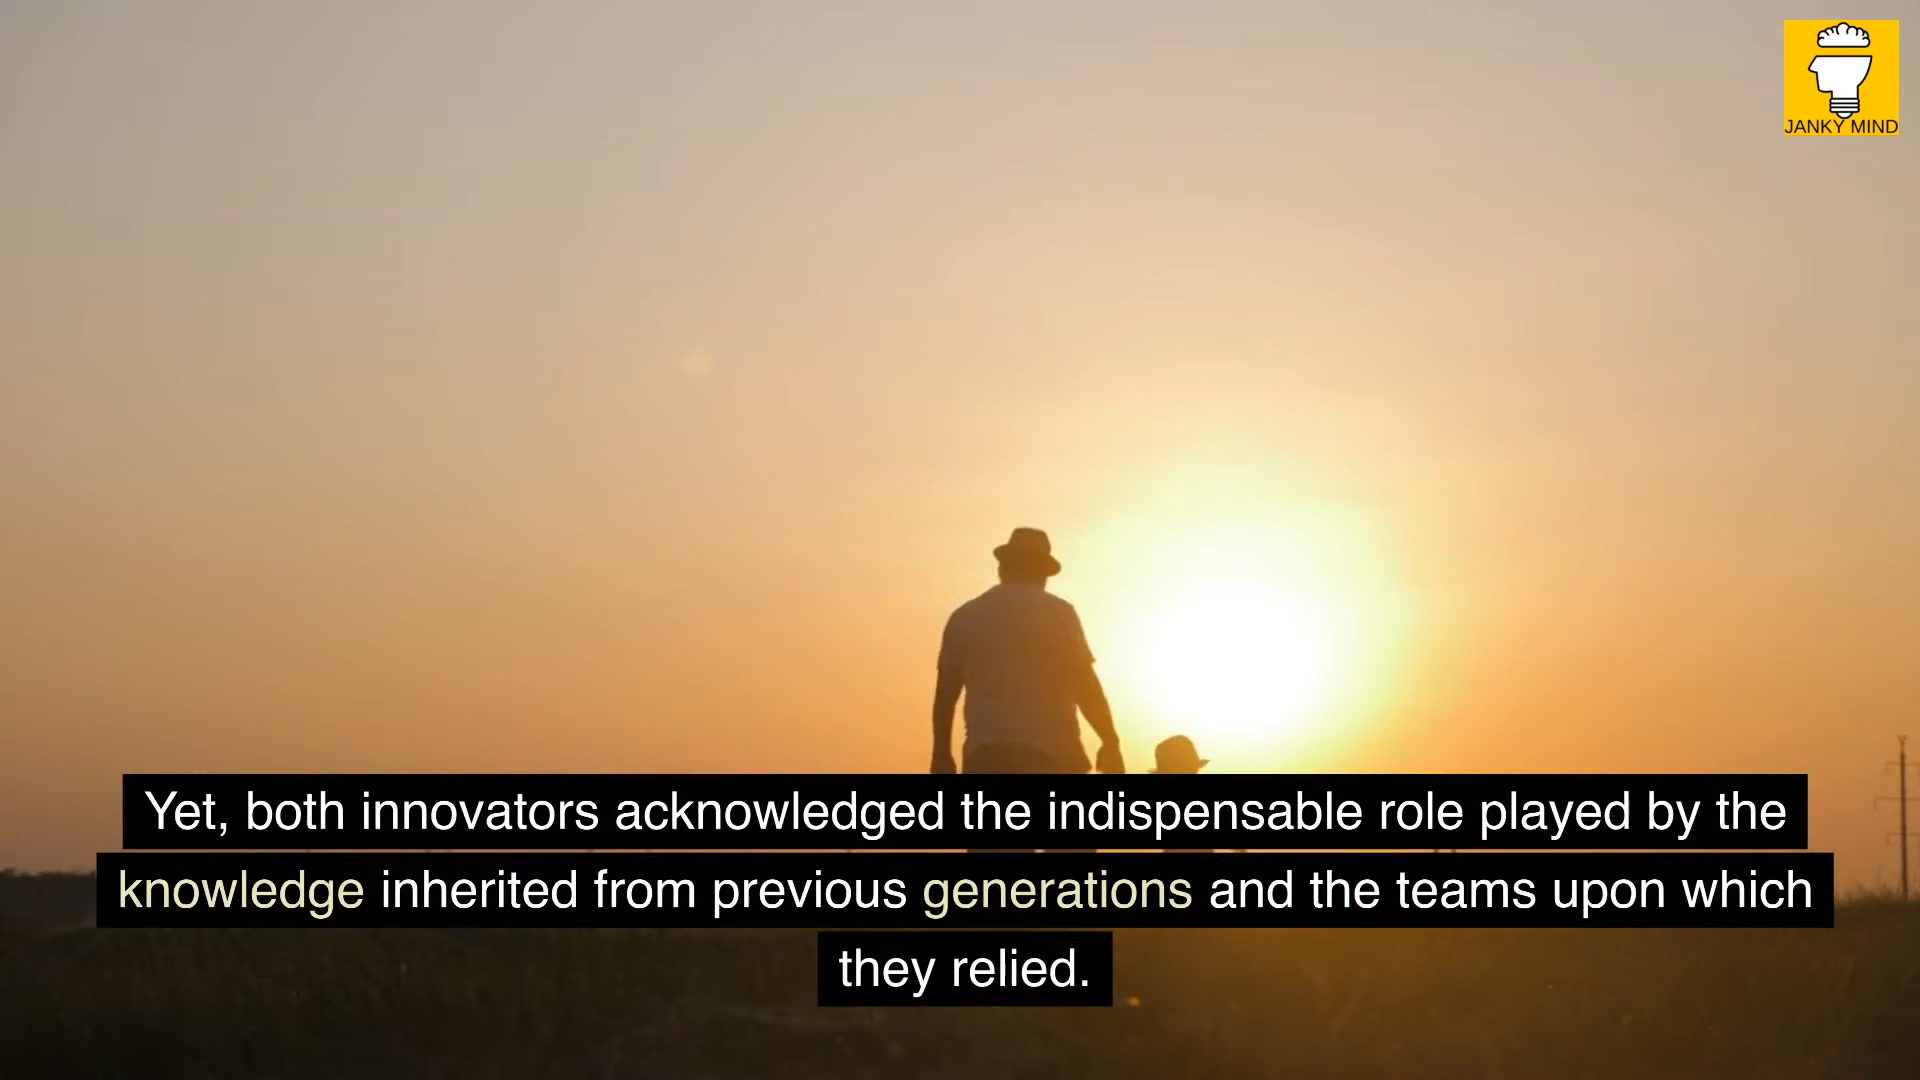 JANKY MIND
Yet, both innovators acknowledged the indispensable role played by the
knowledge inherited from previous generations and the teams upon which
they relied.